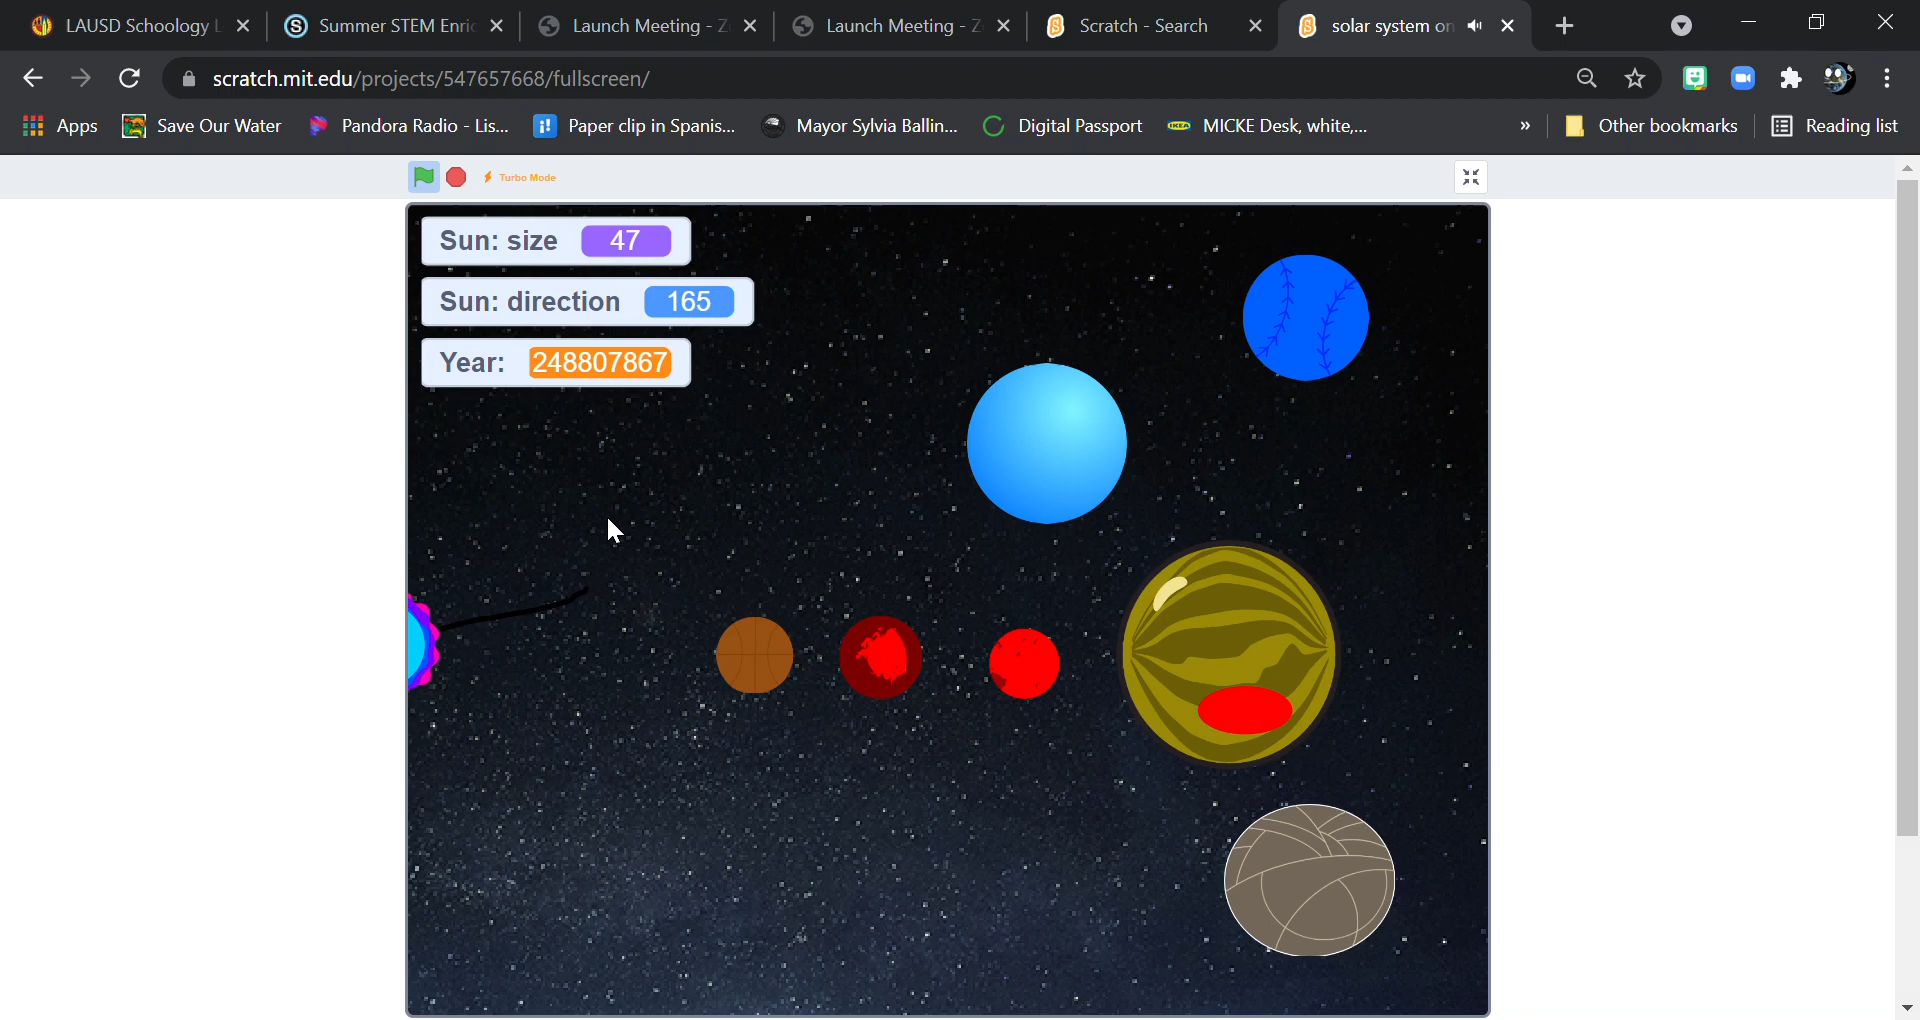 LAUSD Schoology L
Summer STEM Enric
Launch Meeting - Z
Launch Meeting - Z
Scratch - Search
solar system on
scratch.mit.edu/projects/547657668/fullscreen/
Apps
Save Our Water
Pandora Radio - Lis...
Paper clip in Spanis...
Mayor Sylvia Ballin...
Digital Passport
IKEA
MICKE Desk, white,...
»
Other bookmarks
Reading list
Turbo Mode
Sun: size 47
Sun: direction 165
Year: 248807867